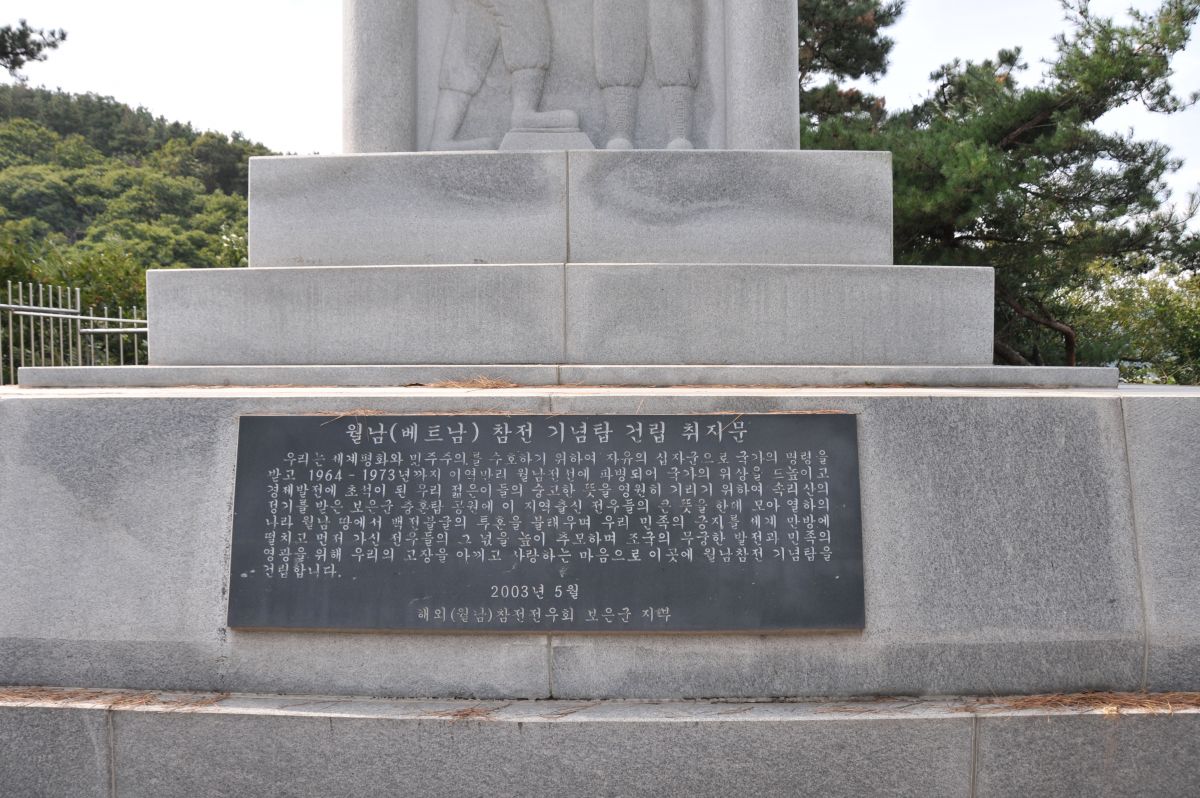 월남(베트남) 참전 기념탑 건립 취지문
우리는 세계평화와 민주주의를 수호하기 위하여 자유의 십자군으로 국가의 명령을
받고 1964-1973년까지 이역만리 월남전선에 파병되어 국가의 위상을 드높이고
경제발전에 초석이 된 우리 젊은이들의 숭고한 뜻을 영원히 기리기 위하여 속리산의
정기를 받은 보은군 충혼탑 공원에 이 지역출신 전우들의 큰 뜻을 한데 모아 열하의
나라 월남 땅에서 백전불굴의 투혼을 불태우며 우리 민족의 긍지를 세계 만방에
떨치고 먼저 가신 전우들의 그 넋을 높이 추모하며 조국의 무궁한 발전과 민족의
영광을 위해 우리의 고장을 아끼고 사랑하는 마음으로 이곳에 월남참전 기념탑을
건립합니다.
2003년 5월
해외(월남)참전전우회 보은군 지부